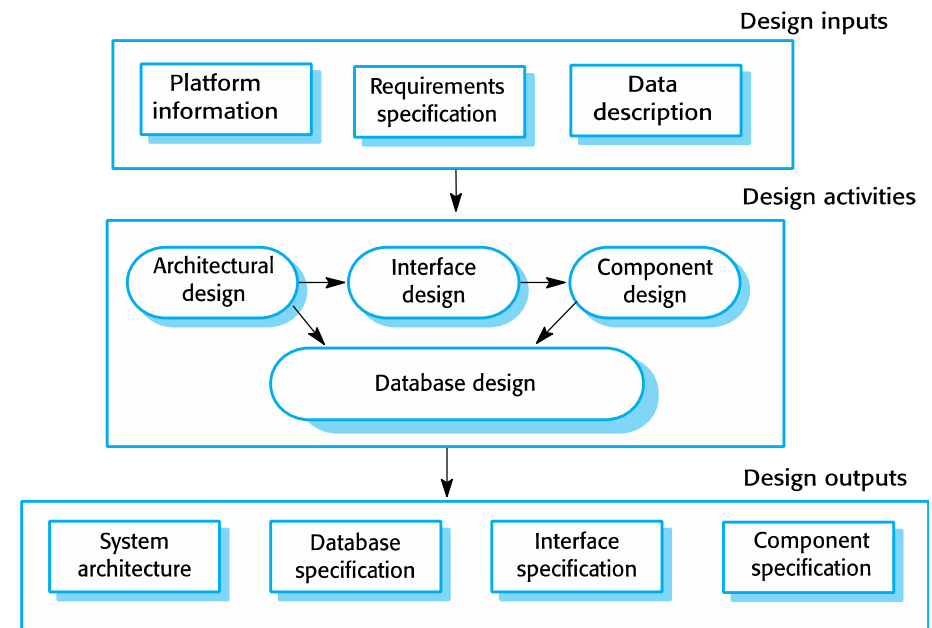 Design inputs
Platform
information
Requirements
specification
Data
description
Design activities
Architectural
design
Interface
design
Component
design
Database design
Design outputs
System
architecture
Database
specification
Interface
specification
Component
specification